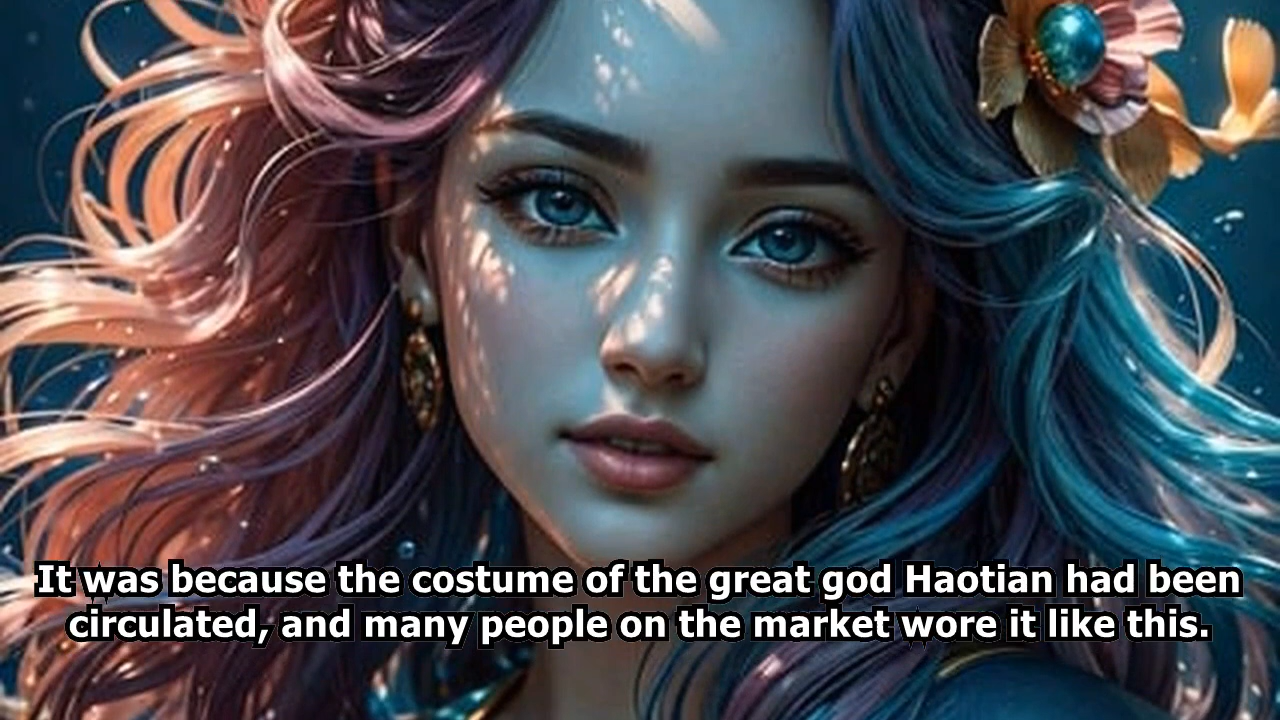 It was because the costume of the great god Haotian had been
circulated, and many people on the market wore it like this.